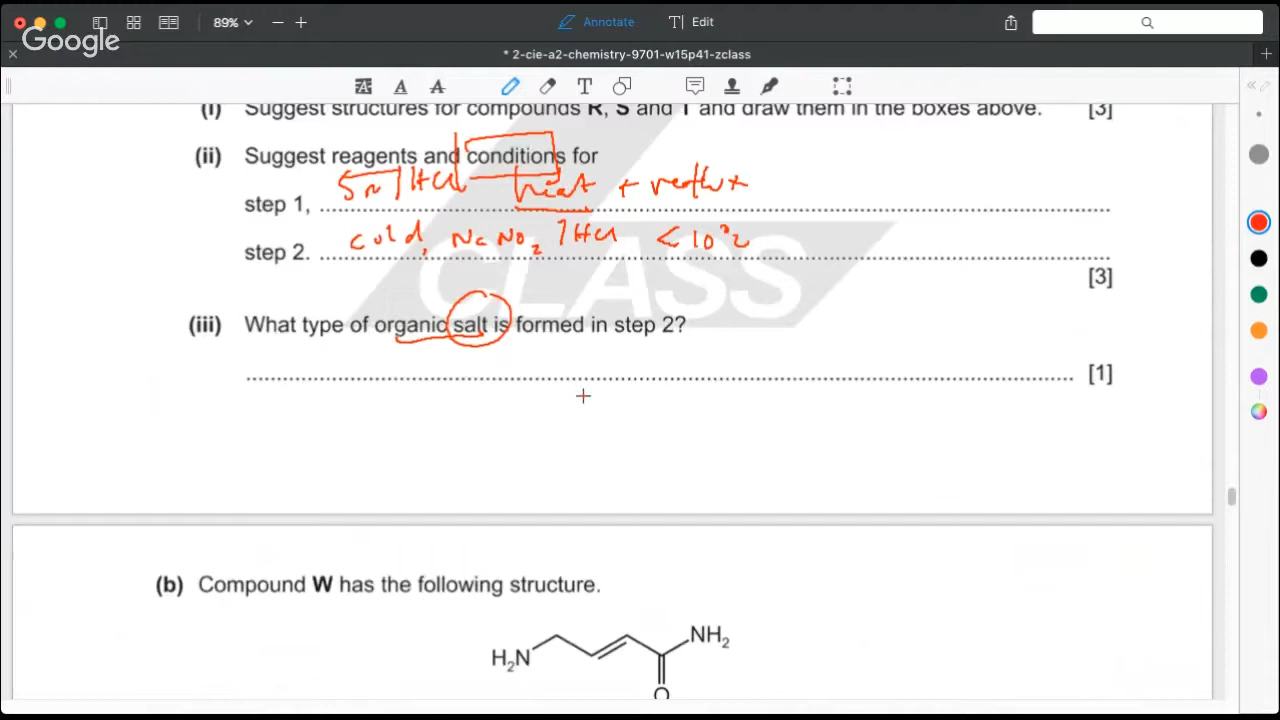 89%
Annotate
T Edit
Google
* 2-cie-a2-chemistry-9701-w15p41-zclass
(i) Suggest structures for compounds R, S and T and draw them in the boxes above. [3]
(ii) Suggest reagents and conditions for
Sn / HCl heat + reflux
step 1, ........................................................................
cold, NaNO2 / HCl < 10°C
step 2. ........................................................................
[3]
(iii) What type of organic salt is formed in step 2?
........................................................................ [1]
CLASS
(b) Compound W has the following structure.
NH2
H2N
O